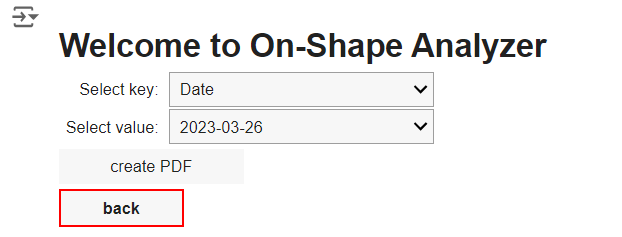 Welcome to On-Shape Analyzer
Select key: Date
Select value: 2023-03-26
create PDF
back